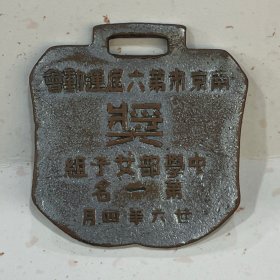 南京市第六屆運動會
獎
中學部女子組
第一名
廿六年四月